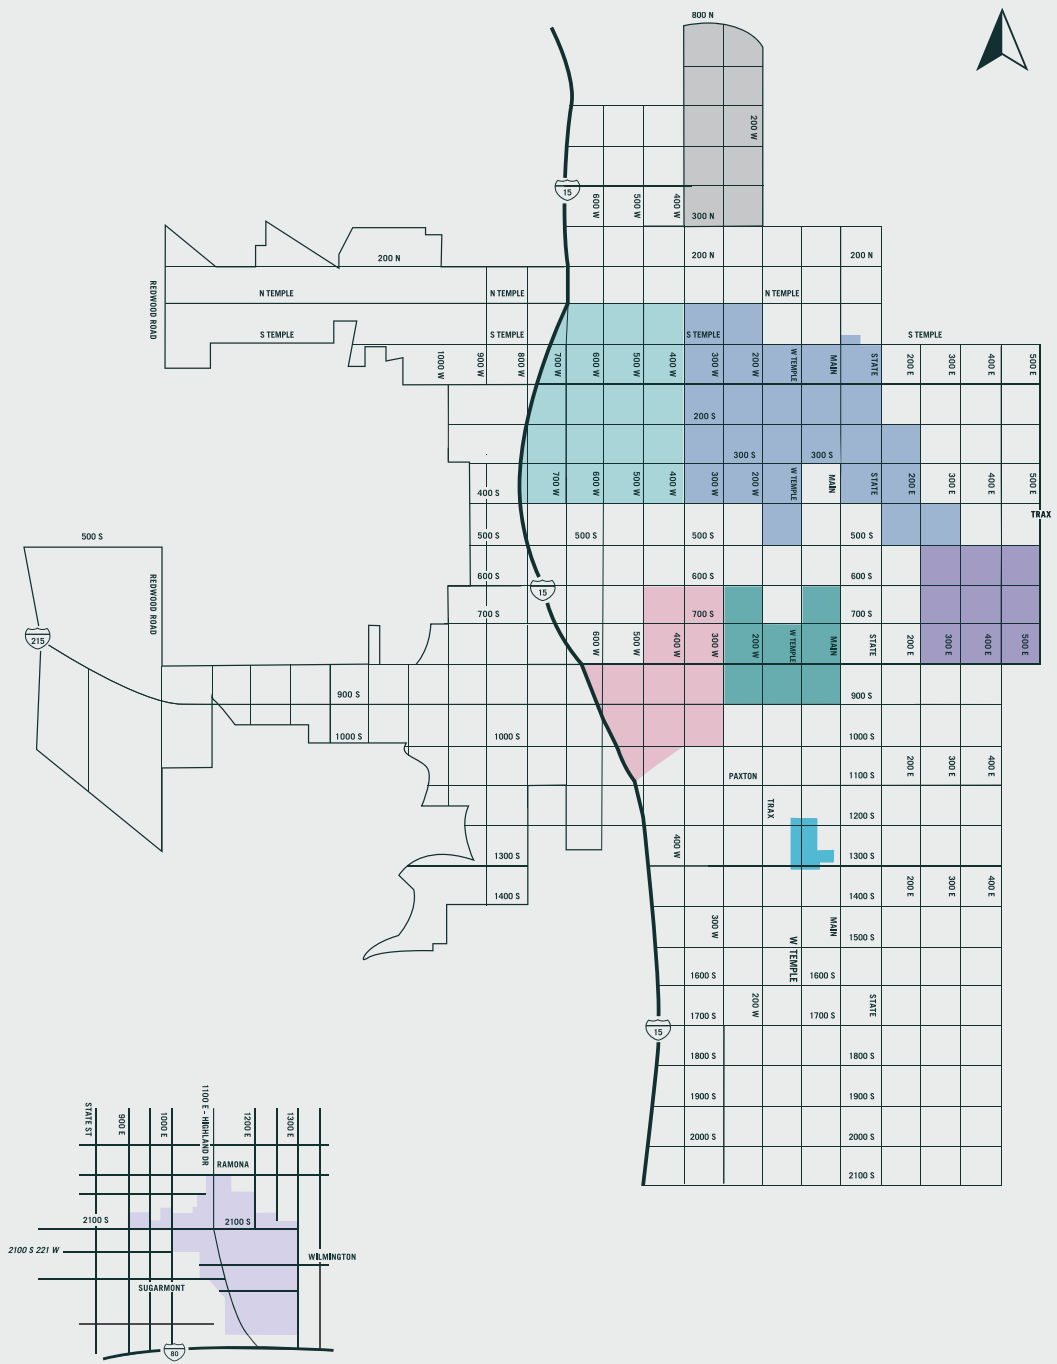 800 N
200 W
15
600 W
500 W
400 W
300 N
200 N
200 N
200 N
REDWOOD ROAD
N TEMPLE
N TEMPLE
N TEMPLE
S TEMPLE
S TEMPLE
S TEMPLE
S TEMPLE
1000 W
900 W
800 W
700 W
600 W
500 W
400 W
300 W
200 W
W TEMPLE
MAIN
STATE
200 E
300 E
400 E
500 E
200 S
300 S
300 S
400 S
700 W
600 W
500 W
400 W
300 W
200 W
W TEMPLE
MAIN
STATE
200 E
300 E
400 E
500 E
TRAX
500 S
500 S
500 S
500 S
500 S
REDWOOD ROAD
600 S
600 S
600 S
15
700 S
700 S
700 S
215
600 W
500 W
400 W
300 W
200 W
W TEMPLE
MAIN
STATE
200 E
300 E
400 E
500 E
900 S
900 S
1000 S
1000 S
1000 S
PAXTON
1100 S
200 E
300 E
400 E
TRAX
1200 S
400 W
1300 S
1300 S
1400 S
1400 S
200 E
300 E
400 E
300 W
W TEMPLE
MAIN
1500 S
1600 S
1600 S
200 W
STATE
1700 S
1700 S
15
1800 S
1800 S
1900 S
1900 S
2000 S
2000 S
2100 S
STATE ST
900 E
1000 E
1100 E - HIGHLAND DR
1200 E
1300 E
RAMONA
2100 S
2100 S
2100 S 221 W
WILMINGTON
SUGARMONT
80